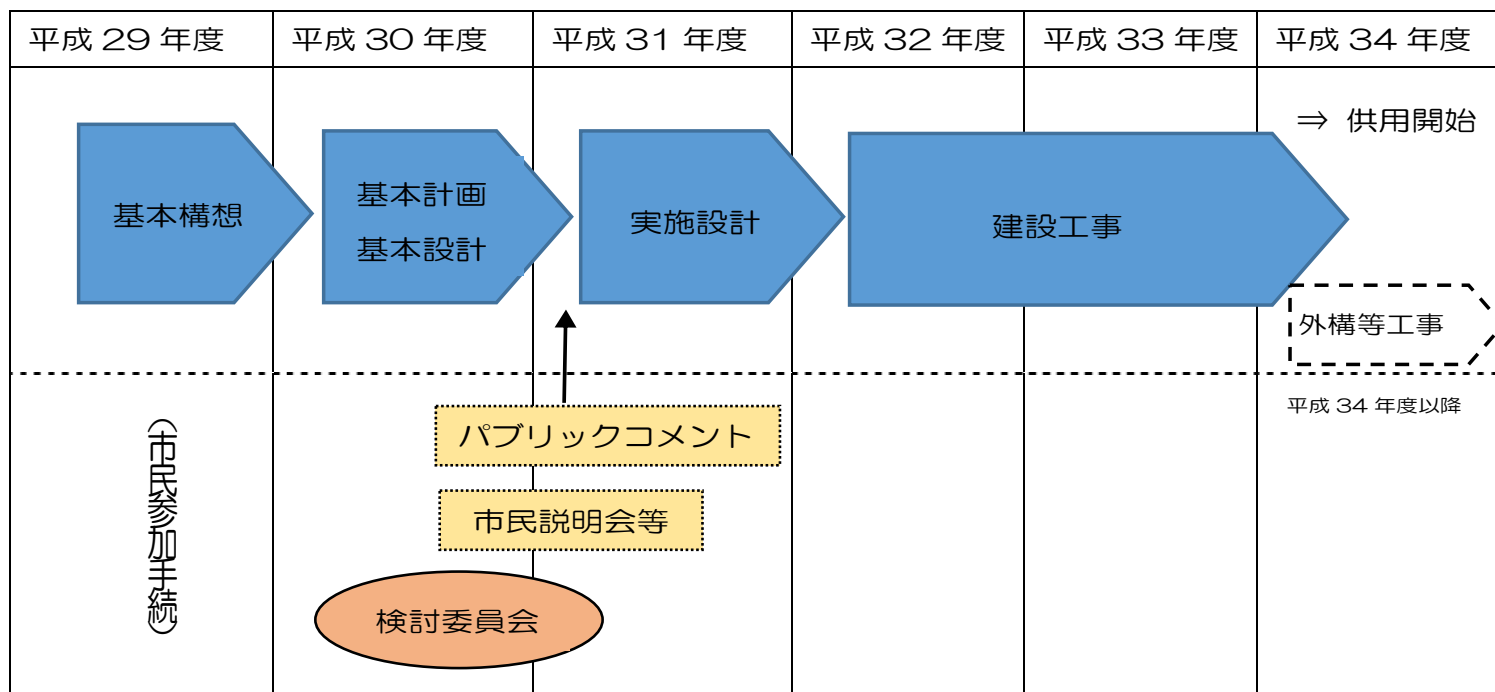 平成 29 年度
平成 30 年度
平成 31 年度
平成 32 年度
平成 33 年度
平成 34 年度
⇒ 供用開始
基本構想
基本計画
基本設計
実施設計
建設工事
外構等工事
平成 34 年度以降
（市民参加手続）
パブリックコメント
市民説明会等
検討委員会